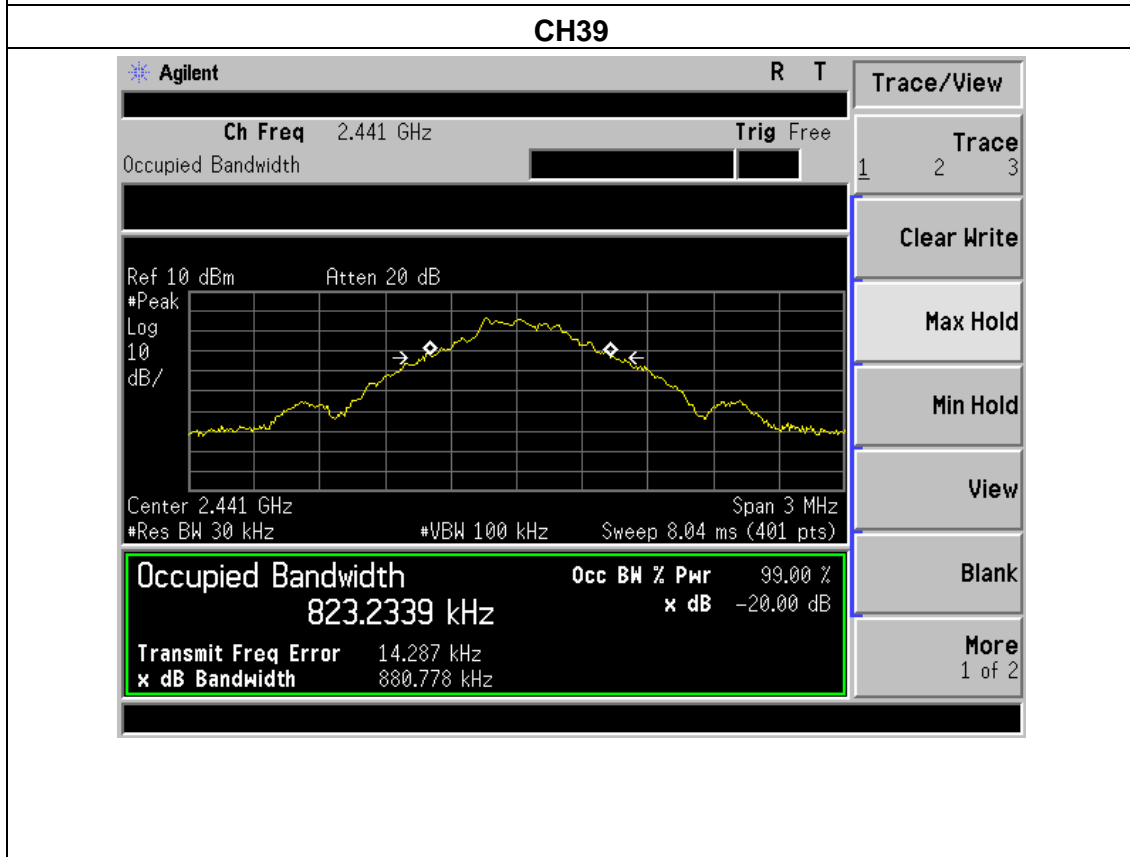 CH39
Agilent R T
Trace/View
Ch Freq 2.441 GHz Trig Free
Occupied Bandwidth
Trace
1 2 3
Clear Write
Ref 10 dBm Atten 20 dB
#Peak
Log
10
dB/
Max Hold
Min Hold
View
Center 2.441 GHz Span 3 MHz
#Res BW 30 kHz #VBW 100 kHz Sweep 8.04 ms (401 pts)
Occupied Bandwidth Occ BW % Pwr 99.00 %
823.2339 kHz x dB -20.00 dB
Blank
Transmit Freq Error 14.287 kHz
x dB Bandwidth 880.778 kHz
More
1 of 2